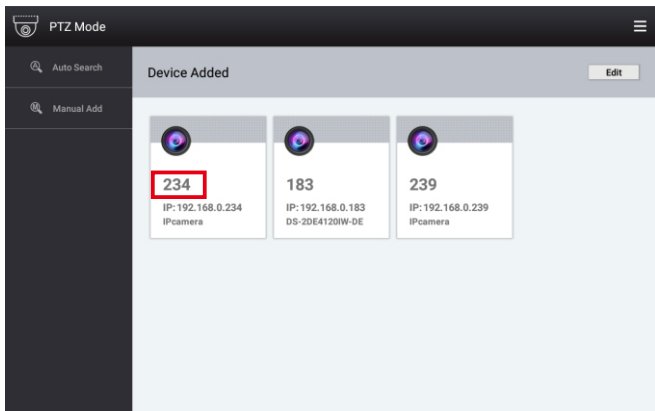 PTZ Mode
Auto Search
Manual Add
Device Added
Edit
234
IP:192.168.0.234
IPcamera
183
IP:192.168.0.183
DS-2DE4120IW-DE
239
IP:192.168.0.239
IPcamera